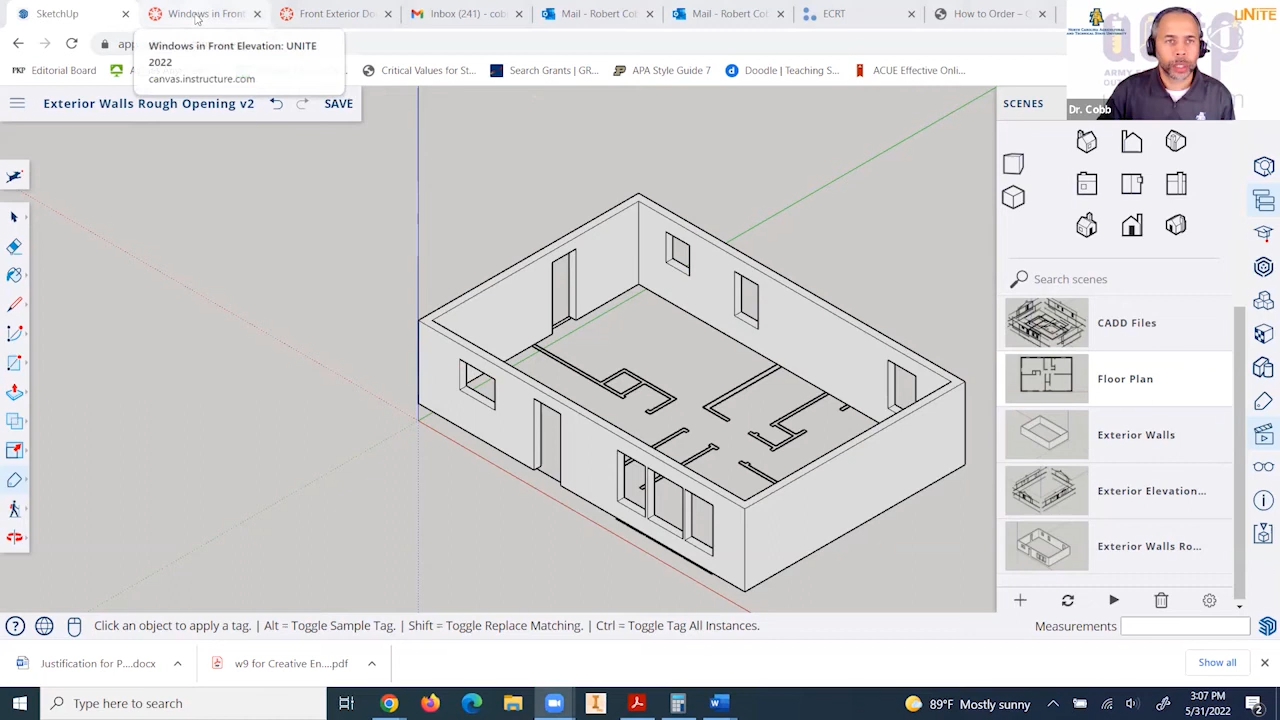 SketchUp
Windows in Front
Front Exterior Do
Inbox (241) - cob
Mail - Robert Col
Mail - Robert Col
ECRT
How to Order –
UNiTE
Windows in Front Elevation: UNITE
2022
canvas.instructure.com
app
Editorial Board
Critical Values for St...
Search Grants | GR...
APA Style Guide 7
Doodle | Teaching S...
ACUE Effective Onli...
Dr. Cobb
Exterior Walls Rough Opening v2
SAVE
SCENES
Search scenes
CADD Files
Floor Plan
Exterior Walls
Exterior Elevation...
Exterior Walls Ro...
Click an object to apply a tag. | Alt = Toggle Sample Tag. | Shift = Toggle Replace Matching. | Ctrl = Toggle Tag All Instances.
Measurements
Justification for P....docx
w9 for Creative En....pdf
Show all
Type here to search
89°F Mostly sunny
3:07 PM
5/31/2022
2